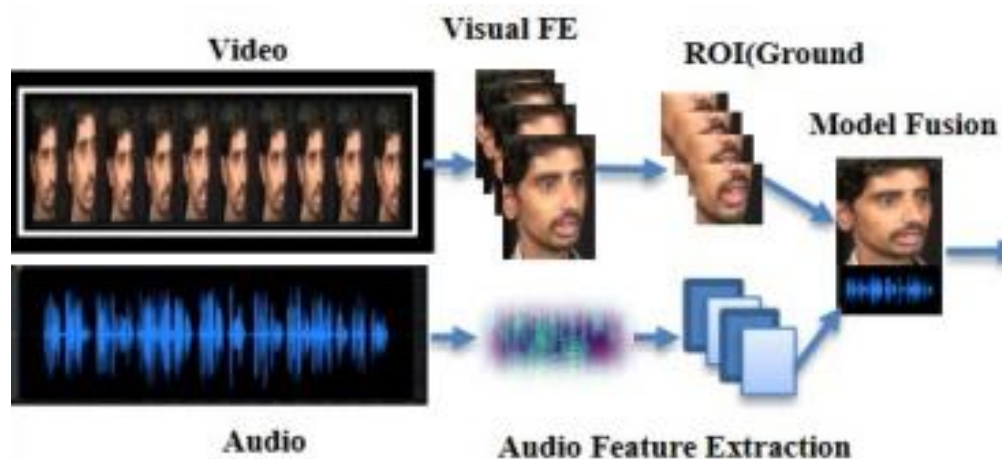 Video
Visual FE
ROI(Ground
Model Fusion
Audio
Audio Feature Extraction